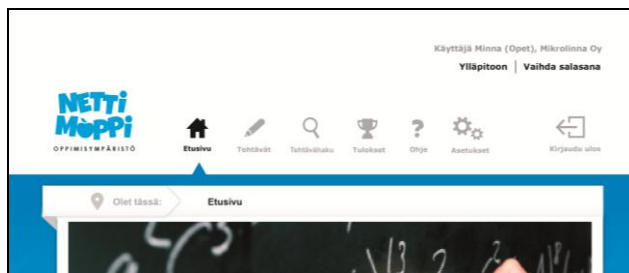 Käyttäjä Minna (Opet), Mikrolinna Oy
Ylläpitoon | Vaihda salasana
NETTi
MOPPi
OPPIMISYMPÄRISTÖ
Etusivu
Tehtävät
Tehtävähaku
Tulokset
Ohje
Asetukset
Kirjaudu ulos
Olet tässä:
Etusivu